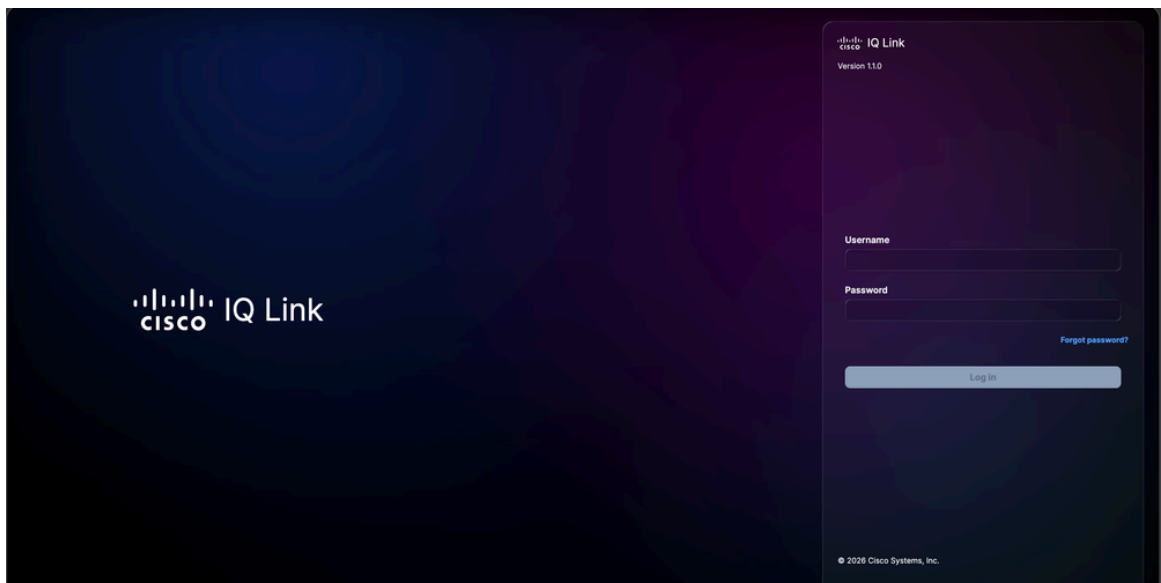 cisco IQ Link
cisco IQ Link
Version 1.1.0
Username
Password
Forgot password?
Log in
© 2026 Cisco Systems, Inc.